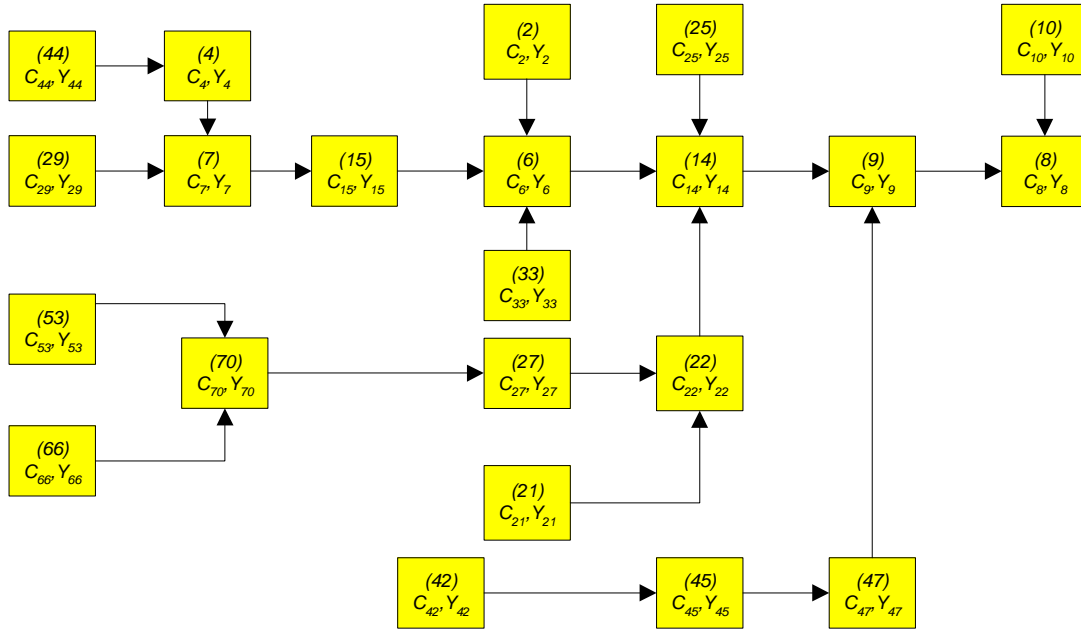 (2)
C2, Y2
(25)
C25, Y25
(10)
C10, Y10
(44)
C44, Y44
(4)
C4, Y4
(29)
C29, Y29
(7)
C7, Y7
(15)
C15, Y15
(6)
C6, Y6
(14)
C14, Y14
(9)
C9, Y9
(8)
C8, Y8
(33)
C33, Y33
(53)
C53, Y53
(70)
C70, Y70
(27)
C27, Y27
(22)
C22, Y22
(66)
C66, Y66
(21)
C21, Y21
(42)
C42, Y42
(45)
C45, Y45
(47)
C47, Y47